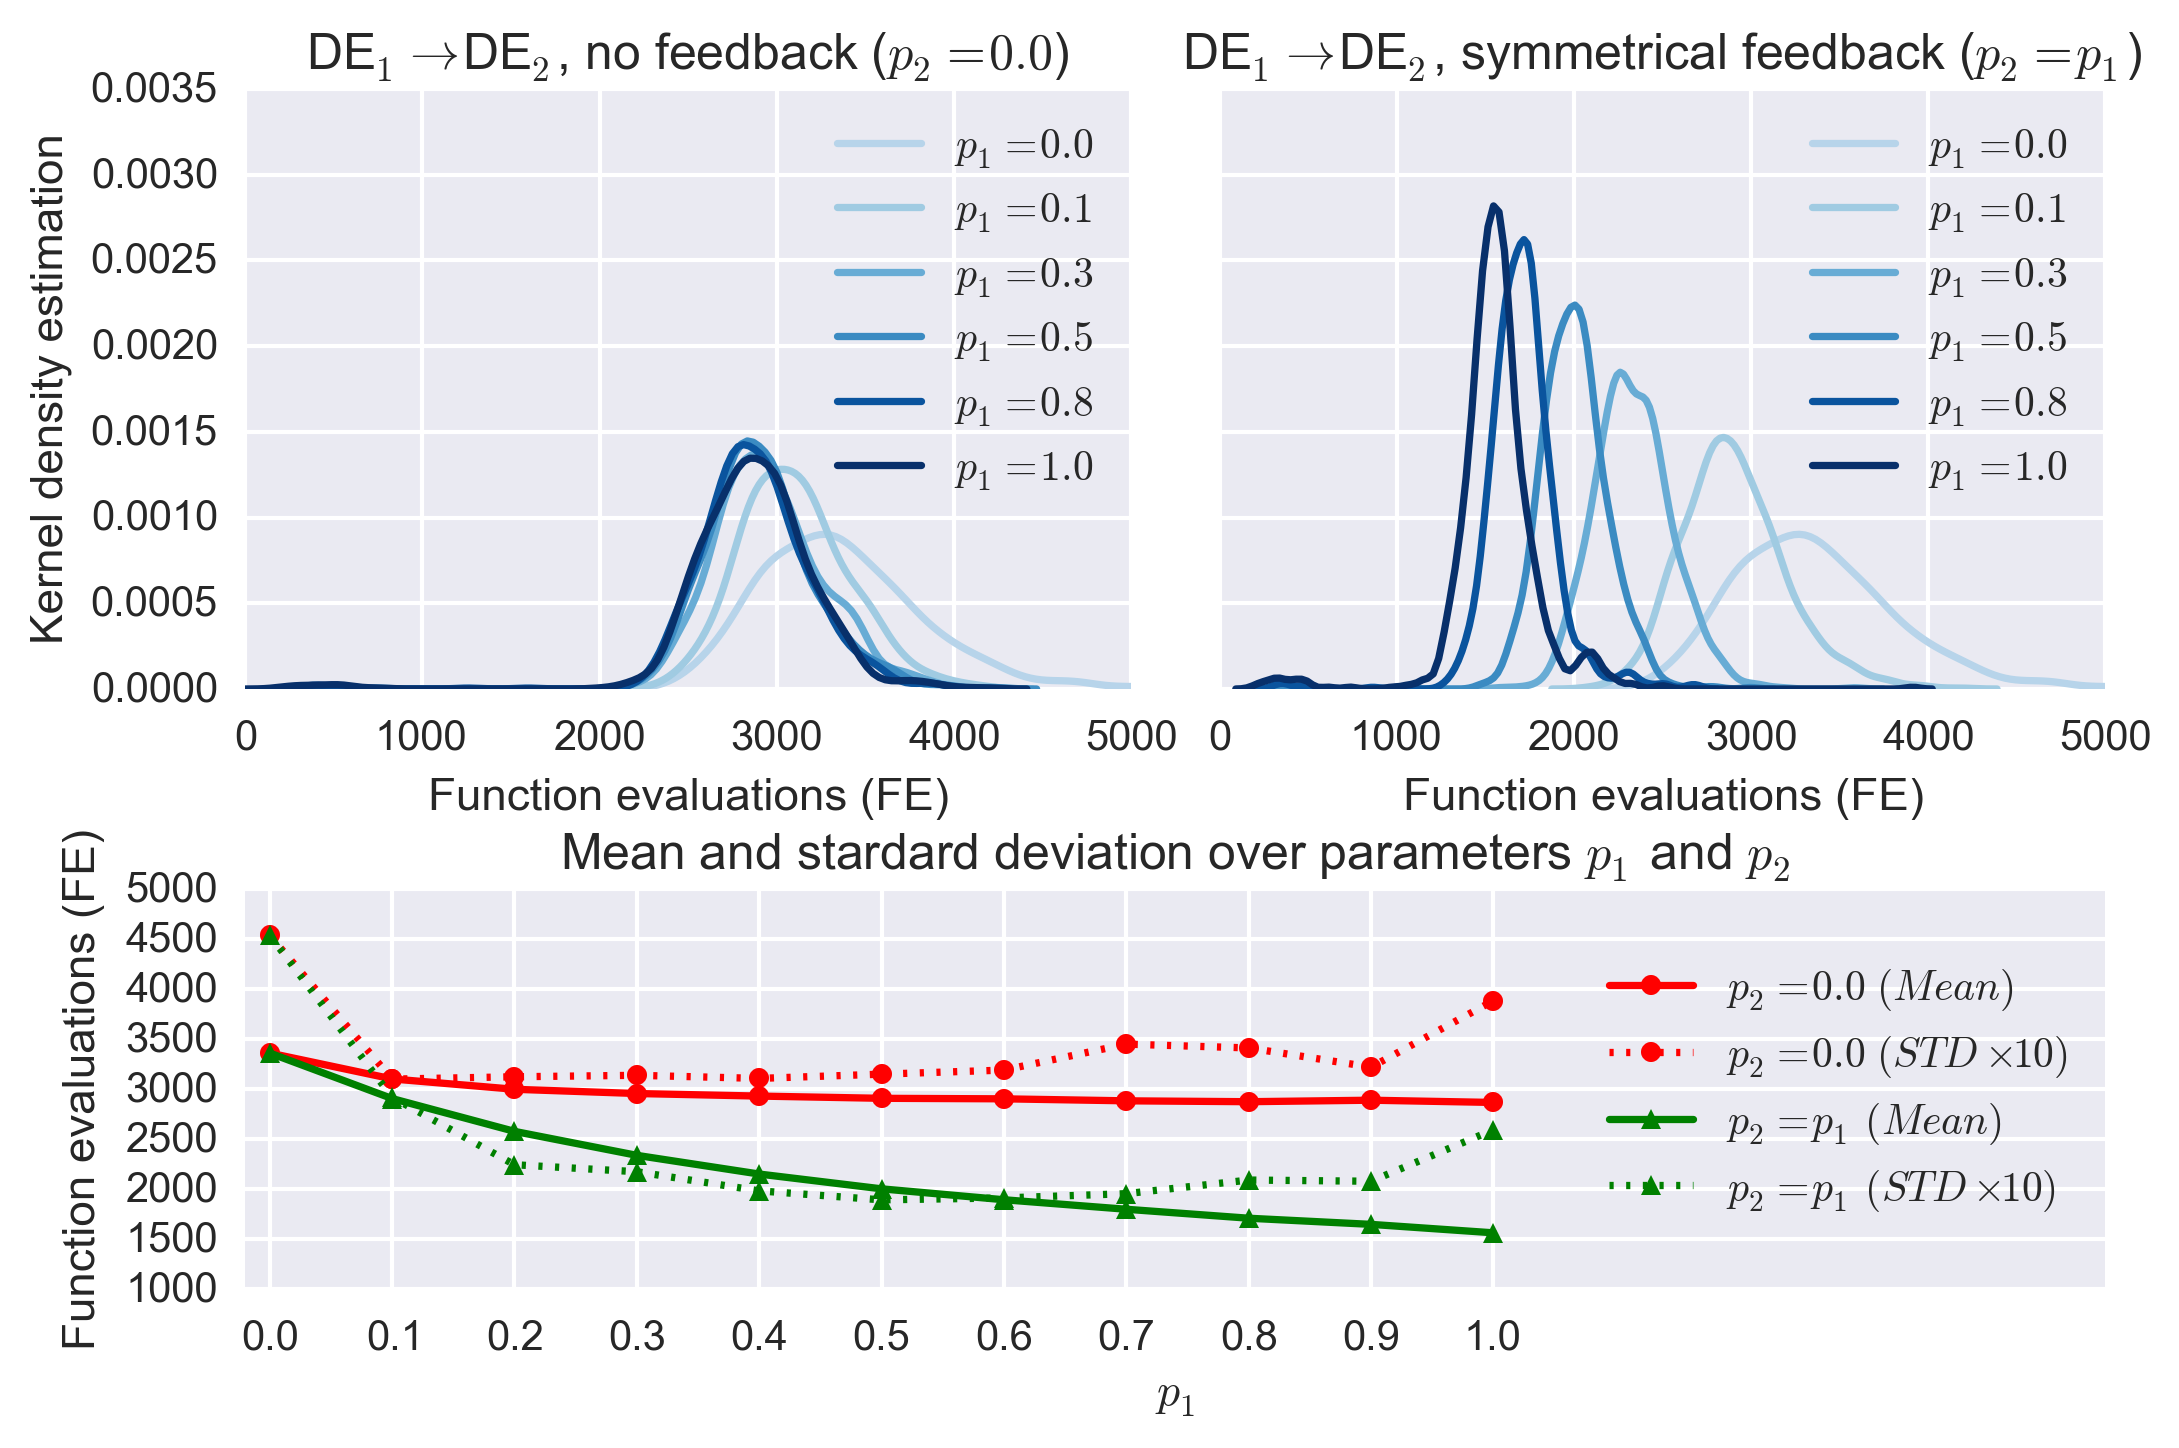 DE₁ →DE₂, no feedback (p₂ =0.0)
DE₁ →DE₂, symmetrical feedback (p₂ =p₁)
Kernel density estimation
0.0035
0.0030
0.0025
0.0020
0.0015
0.0010
0.0005
0.0000
p₁ =0.0
p₁ =0.1
p₁ =0.3
p₁ =0.5
p₁ =0.8
p₁ =1.0
0 1000 2000 3000 4000 5000
Function evaluations (FE)
p₁ =0.0
p₁ =0.1
p₁ =0.3
p₁ =0.5
p₁ =0.8
p₁ =1.0
0 1000 2000 3000 4000 5000
Function evaluations (FE)
Mean and stardard deviation over parameters p₁ and p₂
Function evaluations (FE)
5000
4500
4000
3500
3000
2500
2000
1500
1000
p₂ =0.0 (Mean)
p₂ =0.0 (STD ×10)
p₂ =p₁ (Mean)
p₂ =p₁ (STD ×10)
0.0 0.1 0.2 0.3 0.4 0.5 0.6 0.7 0.8 0.9 1.0
p₁